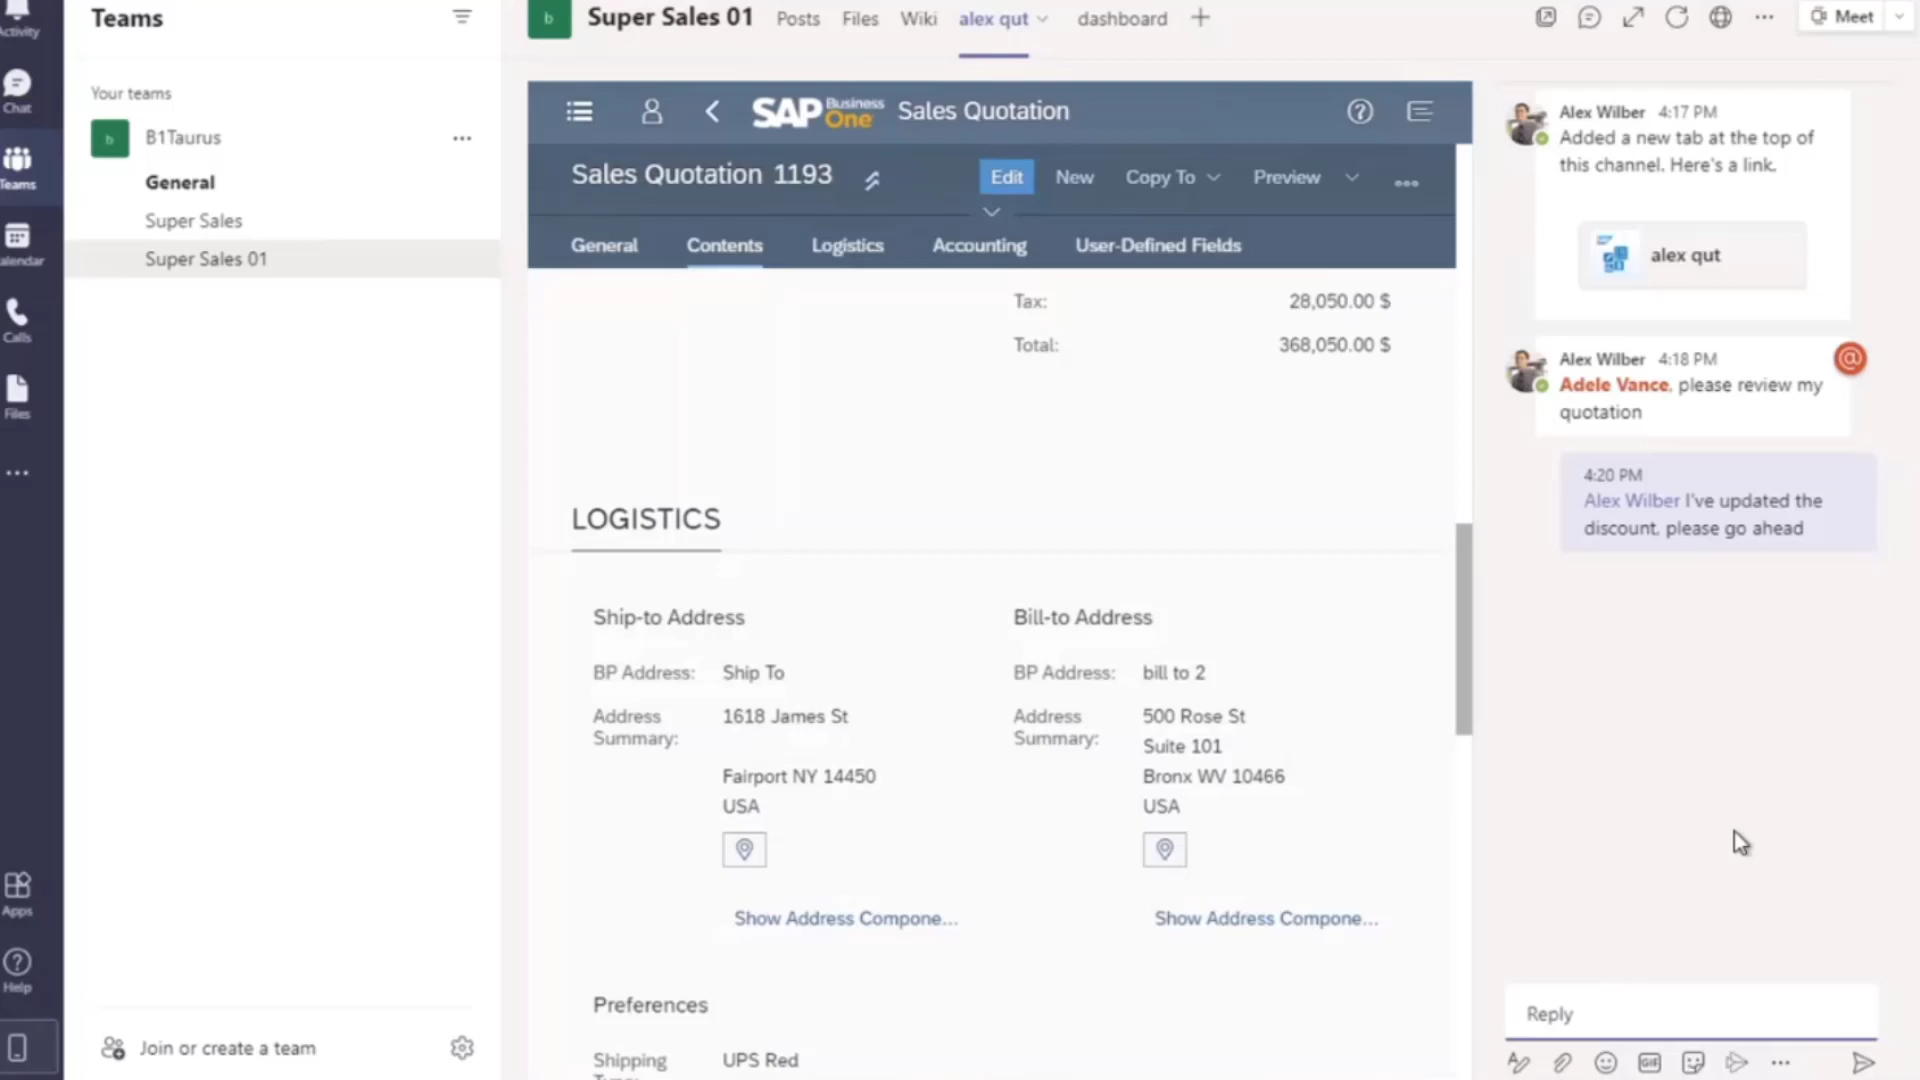 Activity
Chat
Teams
Calendar
Calls
Files
Apps
Help
Teams
Your teams
b
B1Taurus
General
Super Sales
Super Sales 01
Join or create a team
b
Super Sales 01
Posts
Files
Wiki
alex qut
dashboard
Meet
SAP Business One
Sales Quotation
Sales Quotation 1193
Edit
New
Copy To
Preview
General
Contents
Logistics
Accounting
User-Defined Fields
Tax: 28,050.00 $
Total: 368,050.00 $
LOGISTICS
Ship-to Address
BP Address: Ship To
Address Summary: 1618 James St
Fairport NY 14450
USA
Show Address Compone...
Bill-to Address
BP Address: bill to 2
Address Summary: 500 Rose St
Suite 101
Bronx WV 10466
USA
Show Address Compone...
Preferences
Shipping UPS Red
Alex Wilber 4:17 PM
Added a new tab at the top of
this channel. Here's a link.
alex qut
Alex Wilber 4:18 PM
@
Adele Vance, please review my
quotation
4:20 PM
Alex Wilber I've updated the
discount, please go ahead
Reply
GIF